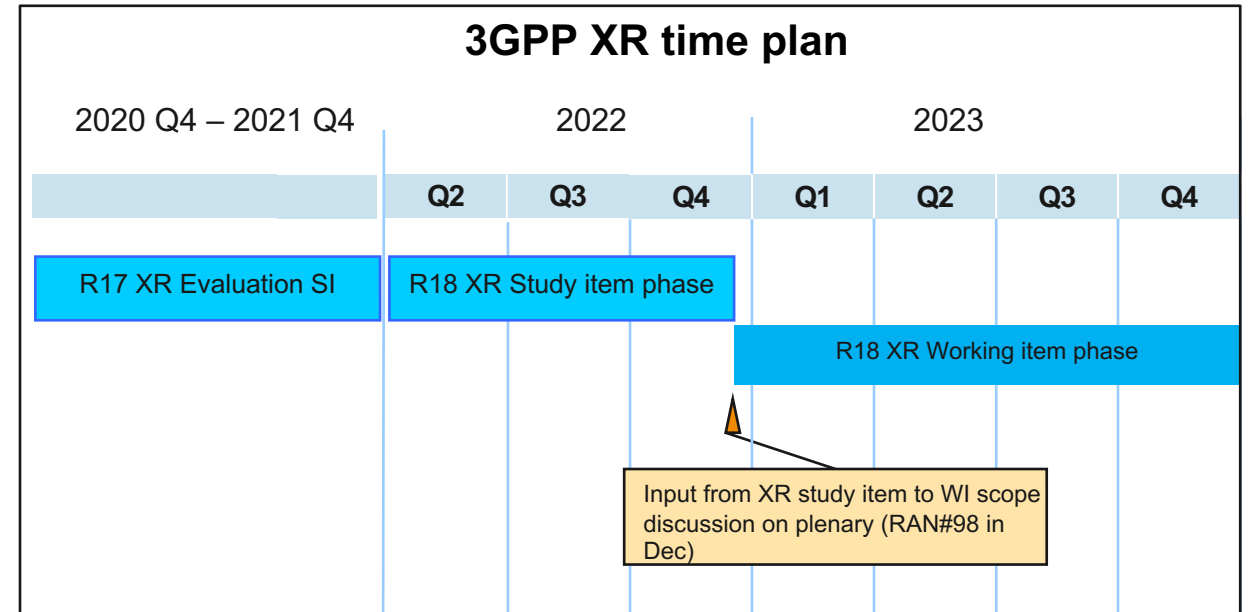 3GPP XR time plan
2020 Q4 – 2021 Q4
2022
2023
Q2
Q3
Q4
Q1
Q2
Q3
Q4
R17 XR Evaluation SI
R18 XR Study item phase
R18 XR Working item phase
Input from XR study item to WI scope
discussion on plenary (RAN#98 in
Dec)